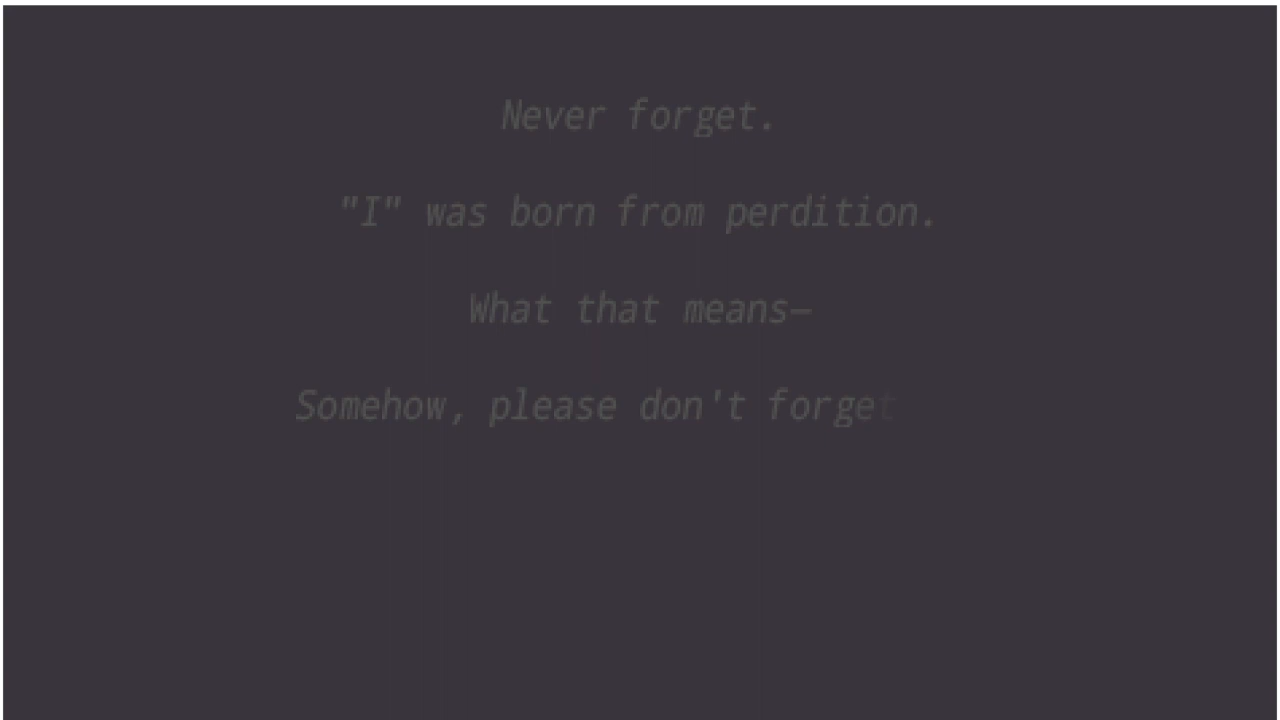 Never forget.
"I" was born from perdition.
What that means—
Somehow, please don't forget